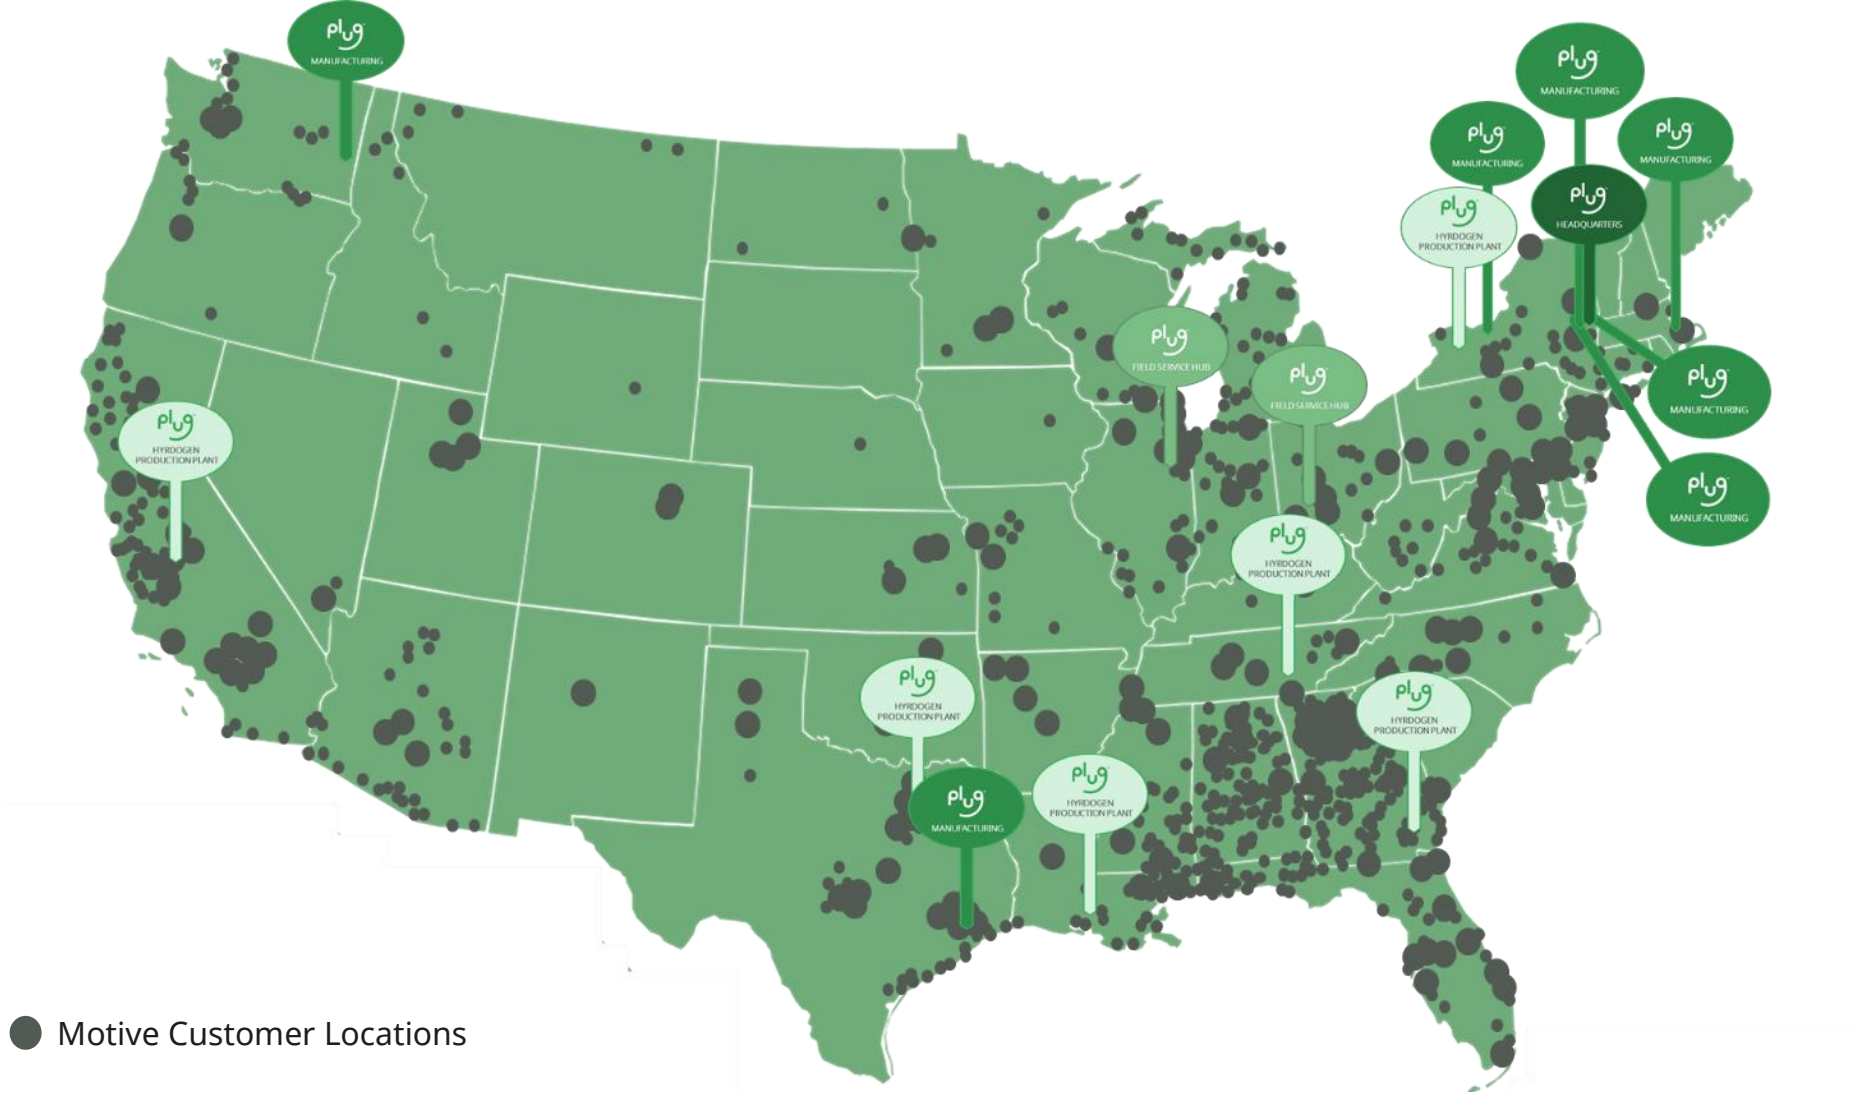 plug
MANUFACTURING
plug
MANUFACTURING
plug
MANUFACTURING
plug
MANUFACTURING
plug
HEADQUARTERS
plug
HYRDOGEN
PRODUCTION PLANT
plug
FIELD SERVICE HUB
plug
FIELD SERVICE HUB
plug
MANUFACTURING
plug
HYRDOGEN
PRODUCTION PLANT
plug
MANUFACTURING
plug
HYRDOGEN
PRODUCTION PLANT
plug
HYRDOGEN
PRODUCTION PLANT
plug
HYRDOGEN
PRODUCTION PLANT
plug
MANUFACTURING
plug
HYRDOGEN
PRODUCTION PLANT
Motive Customer Locations